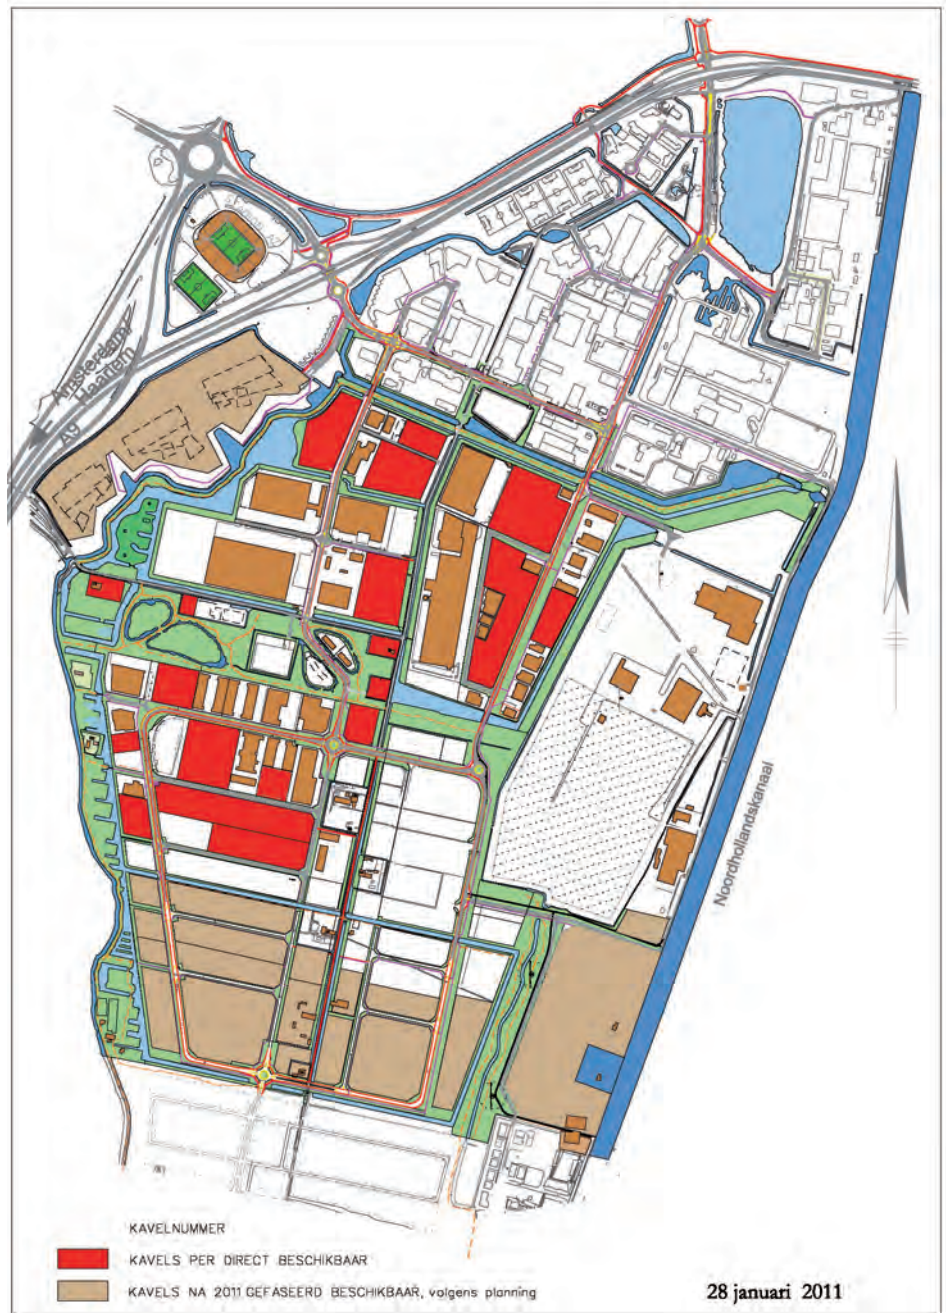 Amsterdam
Haarlem
A9
Noordhollandskanaal
KAVELNUMMER
KAVELS PER DIRECT BESCHIKBAAR
KAVELS NA 2011 GEFASEERD BESCHIKBAAR, volgens planning
28 januari 2011